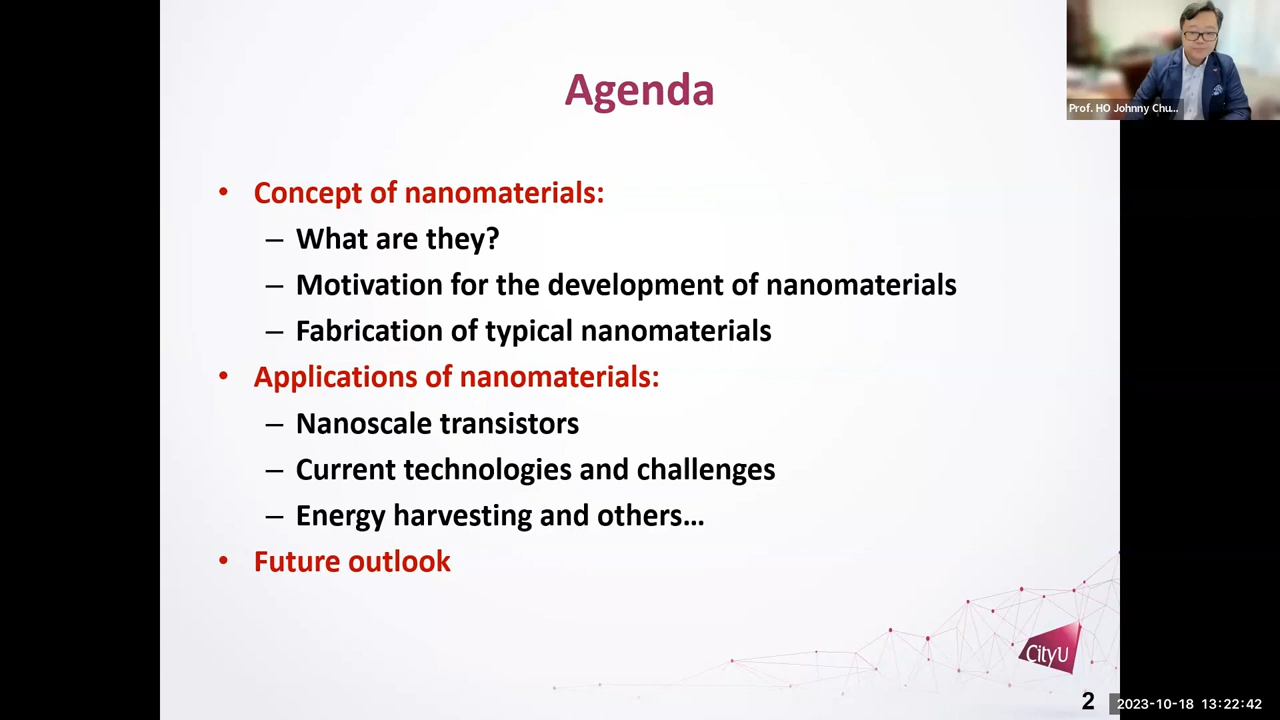 Agenda
Prof. HO Johnny Chu...
• Concept of nanomaterials:
– What are they?
– Motivation for the development of nanomaterials
– Fabrication of typical nanomaterials
• Applications of nanomaterials:
– Nanoscale transistors
– Current technologies and challenges
– Energy harvesting and others...
• Future outlook
CityU
2
2023-10-18 13:22:42